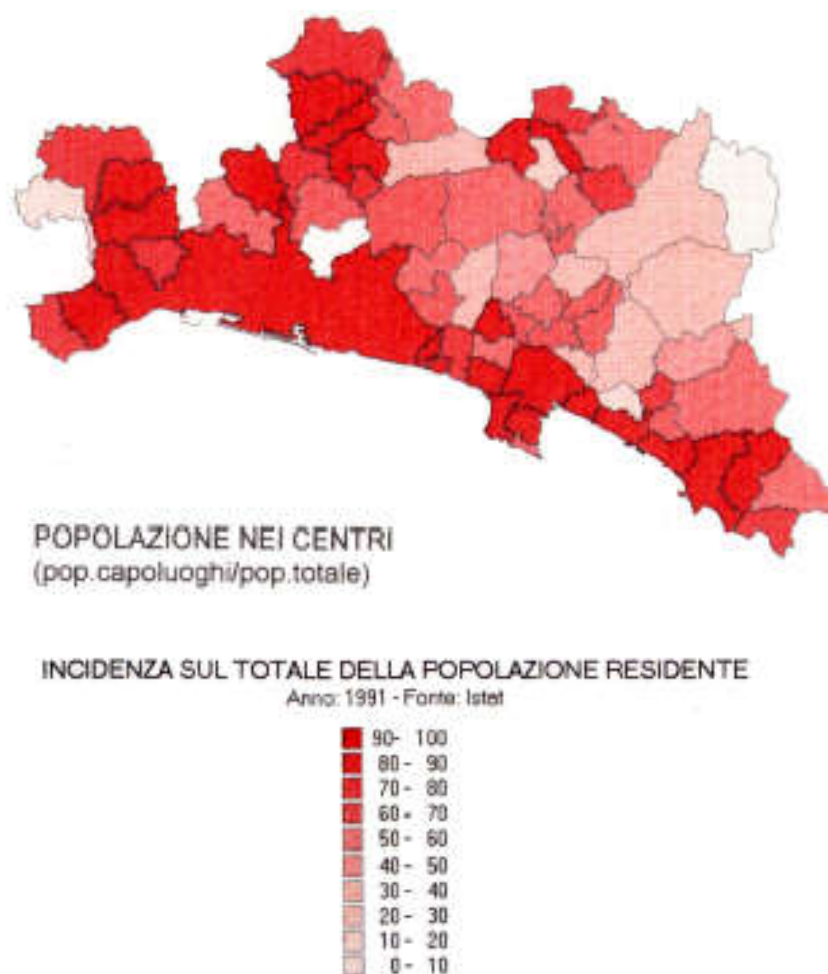 POPOLAZIONE NEI CENTRI
(pop.capoluoghi/pop.totale)
INCIDENZA SUL TOTALE DELLA POPOLAZIONE RESIDENTE
Anno: 1991 - Fonte: Istat
90- 100
80 - 90
70 - 80
60 - 70
50 - 60
40 - 50
30 - 40
20 - 30
10 - 20
0 - 10